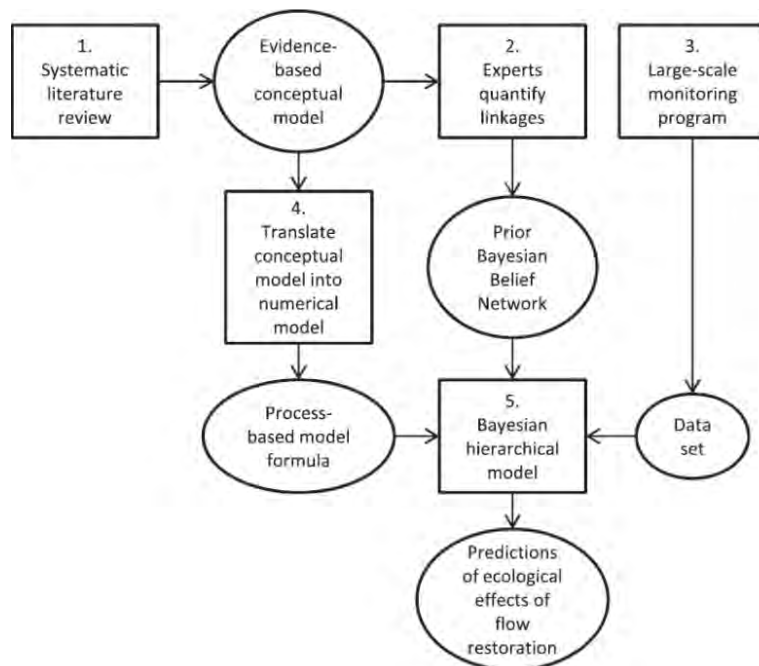 1.
Systematic
literature
review
Evidence-
based
conceptual
model
2.
Experts
quantify
linkages
3.
Large-scale
monitoring
program
4.
Translate
conceptual
model into
numerical
model
Prior
Bayesian
Belief
Network
Process-
based model
formula
5.
Bayesian
hierarchical
model
Data
set
Predictions
of ecological
effects of
flow
restoration